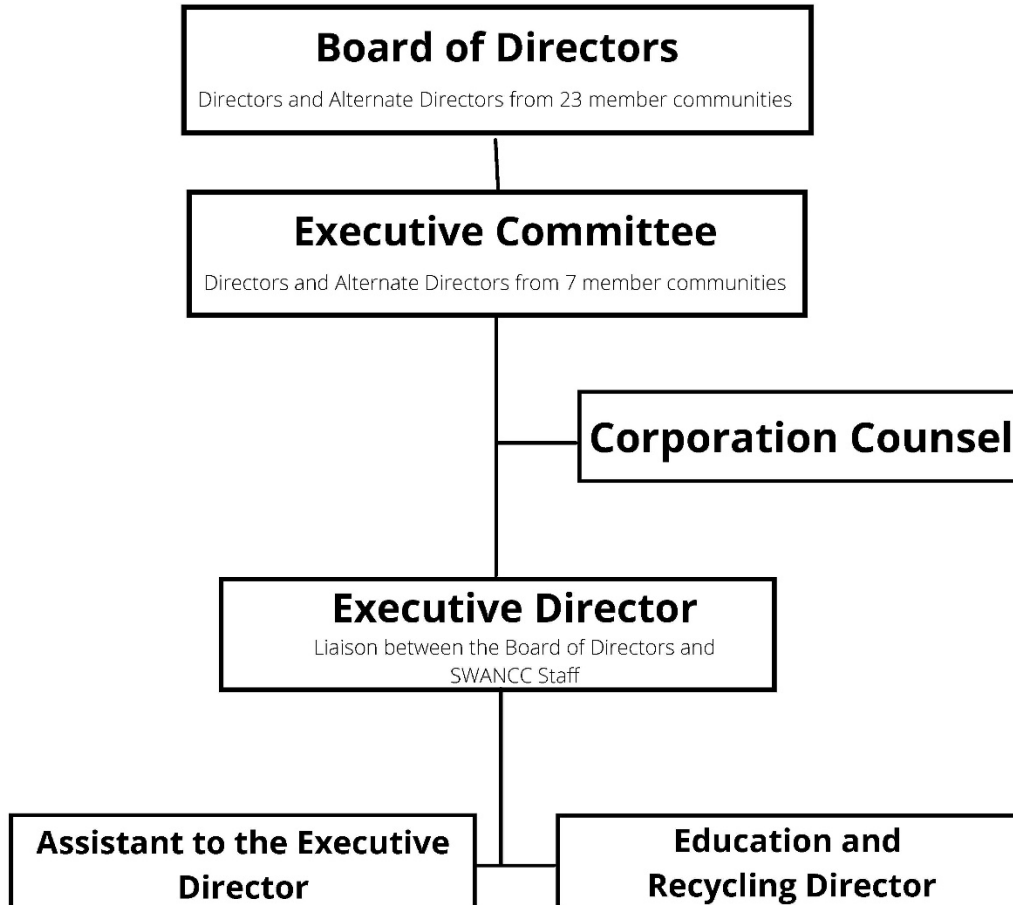 Board of Directors
Directors and Alternate Directors from 23 member communities
Executive Committee
Directors and Alternate Directors from 7 member communities
Corporation Counsel
Executive Director
Liaison between the Board of Directors and
SWANCC Staff
Assistant to the Executive
Director
Education and
Recycling Director